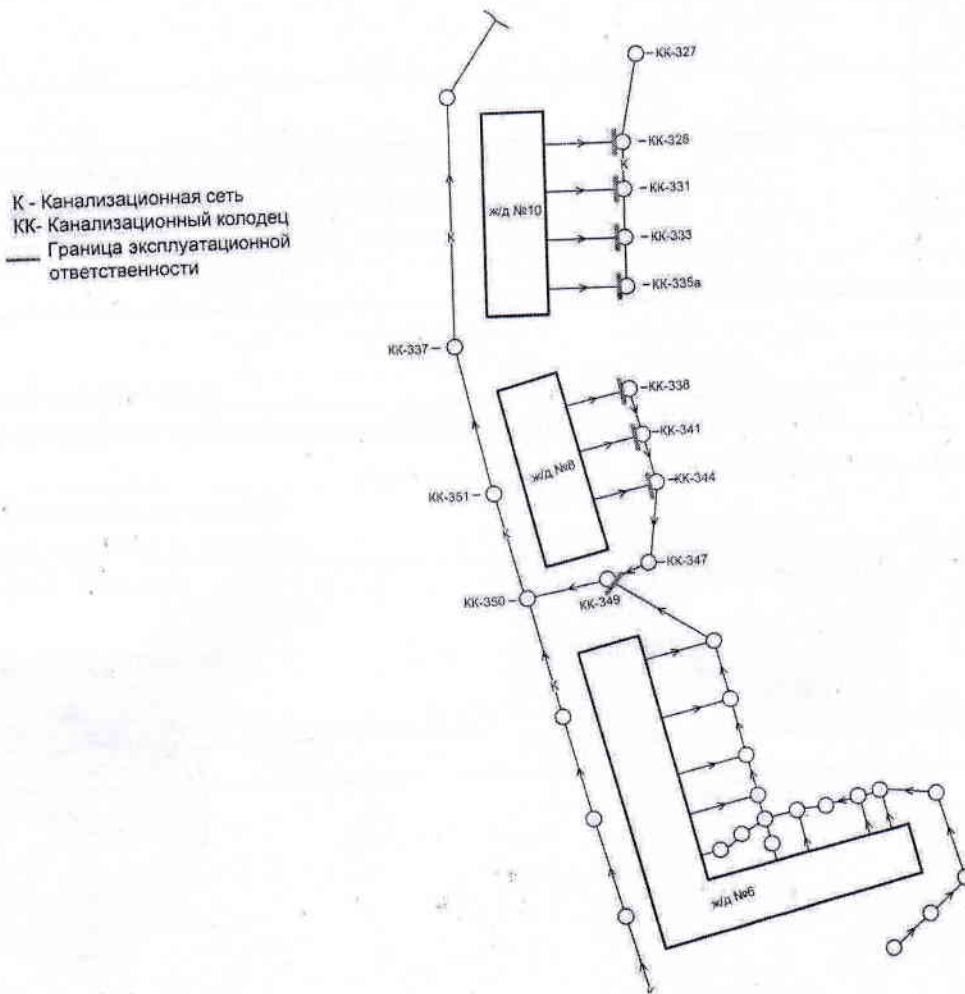 КК-327
КК-328
К
КК-331
К - Канализационная сеть
КК- Канализационный колодец
Граница эксплуатационной
ответственности
ж/д №10
К
КК-333
КК-335а
КК-337
КК-338
КК-341
ж/д №8
КК-344
КК-351
К
КК-347
КК-350
КК-349
К
ж/д №6
К